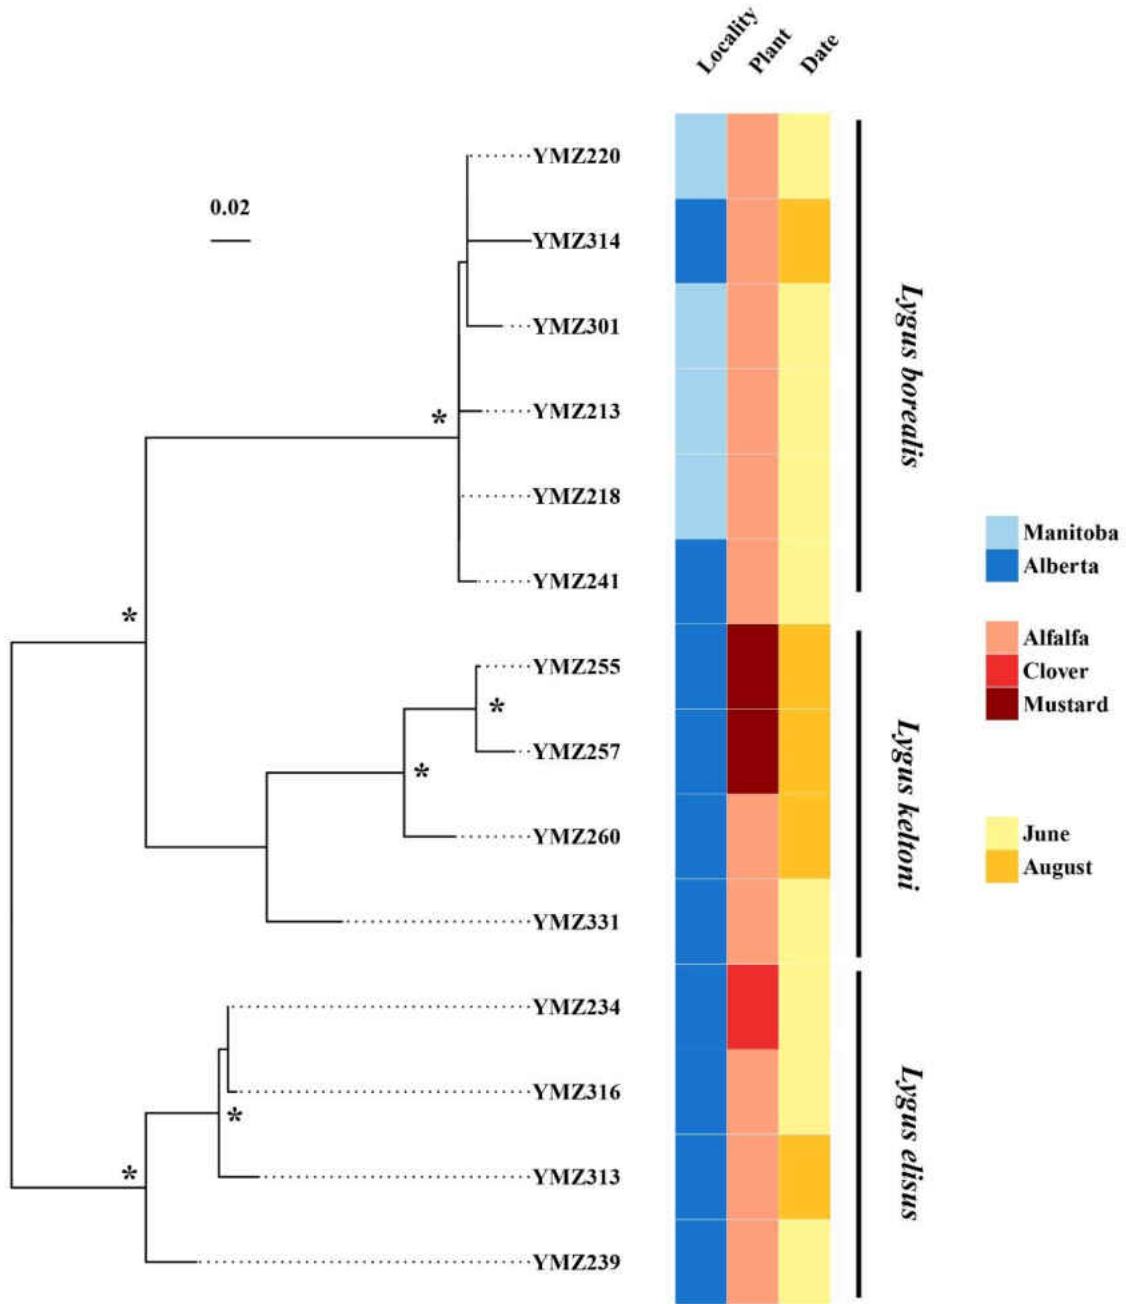 Locality Plant Date
0.02
YMZ220
YMZ314
YMZ301
YMZ213
*
YMZ218
YMZ241
*
YMZ255
*
YMZ257
*
YMZ260
YMZ331
YMZ234
YMZ316
*
*
YMZ313
YMZ239
Lygus borealis
Lygus keltoni
Lygus elisus
Manitoba
Alberta
Alfalfa
Clover
Mustard
June
August